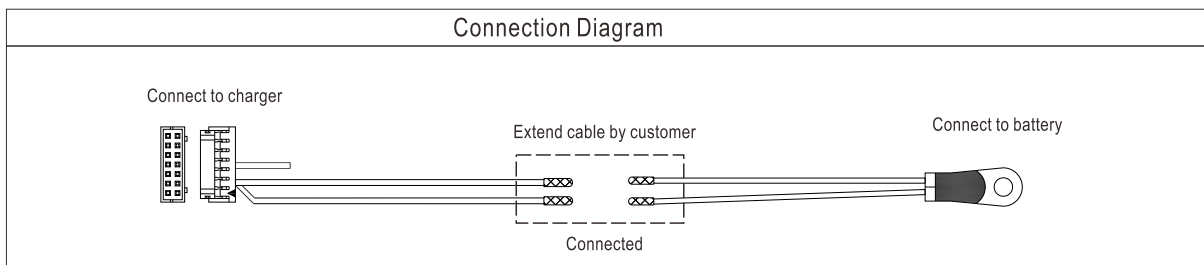 Connection Diagram
Connect to charger
Extend cable by customer
Connect to battery
Connected